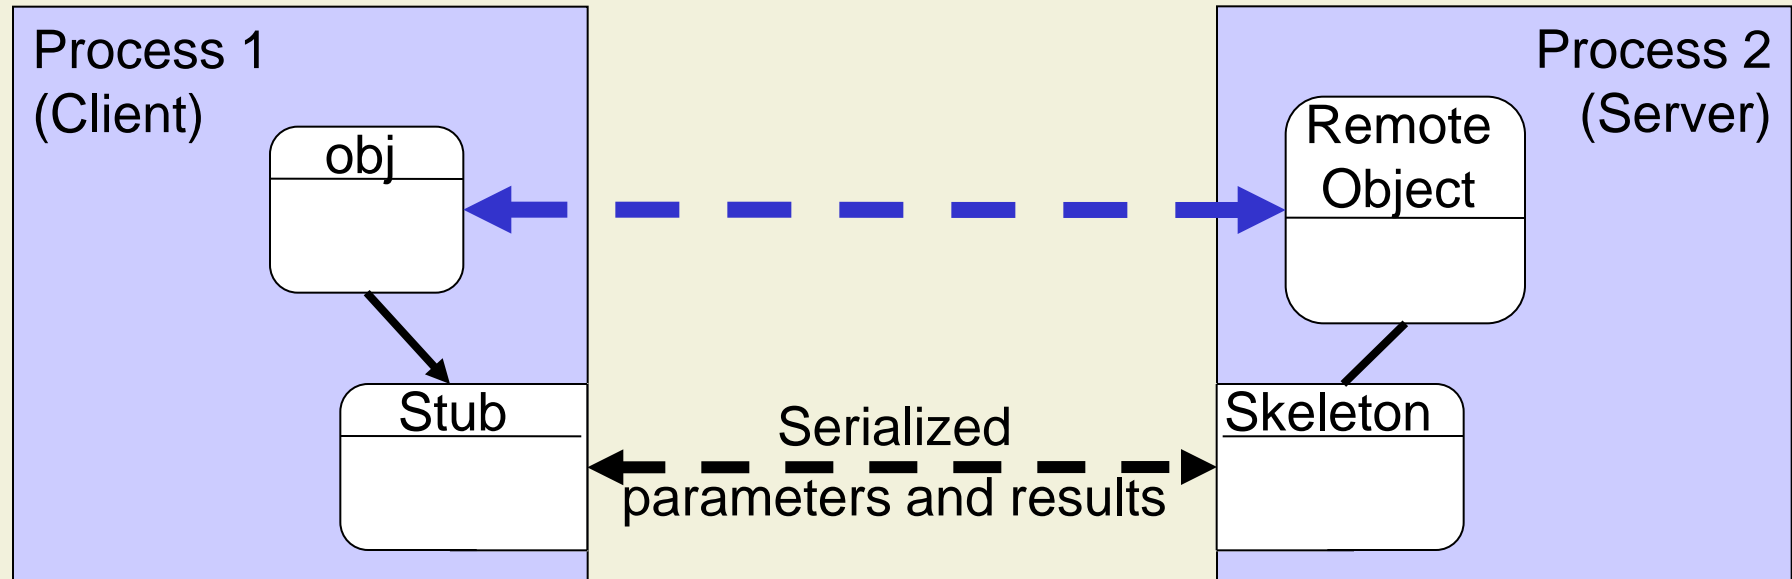 Process 1
(Client)
obj
Stub
Serialized
parameters and results
Process 2
(Server)
Remote
Object
Skeleton